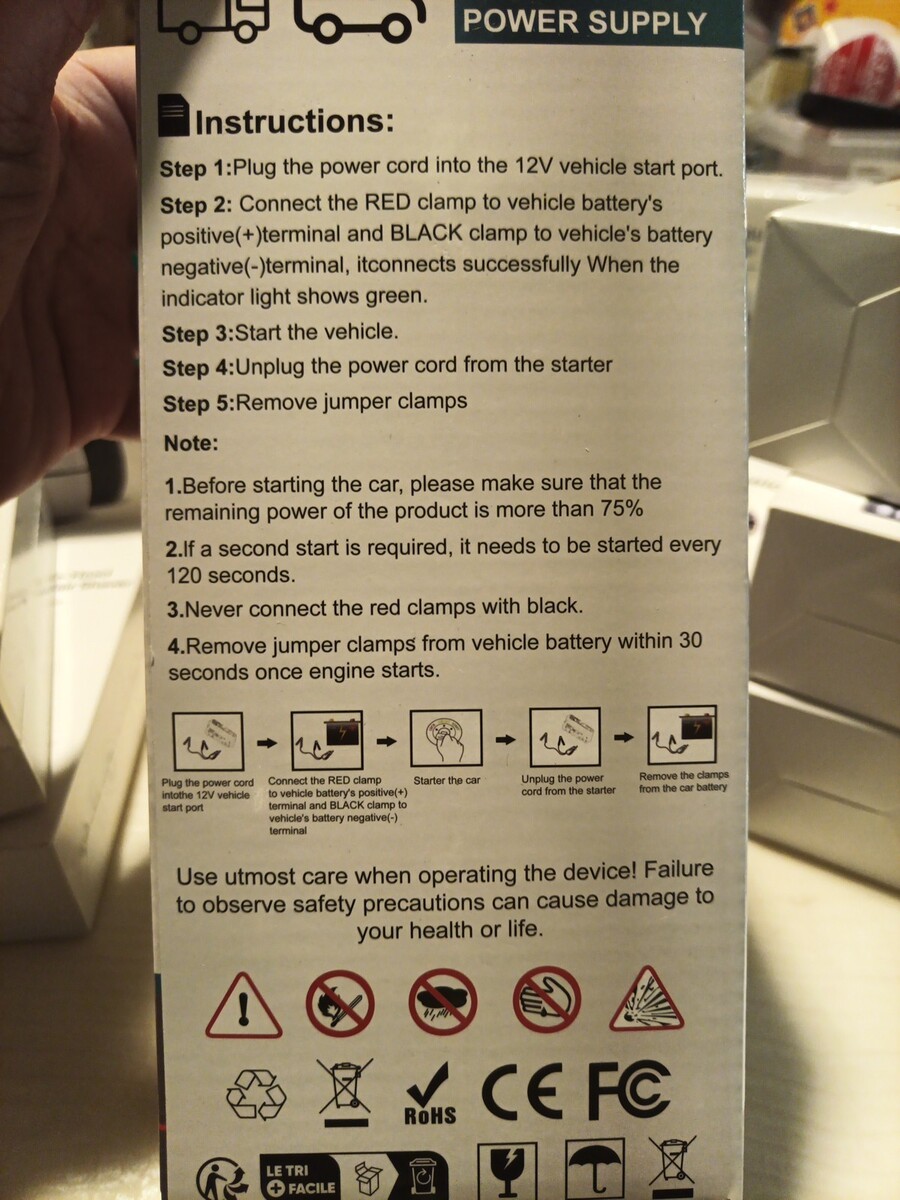 POWER SUPPLY
Instructions:
Step 1:Plug the power cord into the 12V vehicle start port.
Step 2: Connect the RED clamp to vehicle battery's
positive(+)terminal and BLACK clamp to vehicle's battery
negative(-)terminal, itconnects successfully When the
indicator light shows green.
Step 3:Start the vehicle.
Step 4:Unplug the power cord from the starter
Step 5:Remove jumper clamps
Note:
1.Before starting the car, please make sure that the
remaining power of the product is more than 75%
2.If a second start is required, it needs to be started every
120 seconds.
3.Never connect the red clamps with black.
4.Remove jumper clamps from vehicle battery within 30
seconds once engine starts.
Plug the power cord
intothe 12V vehicle
start port
Connect the RED clamp
to vehicle battery's positive(+)
terminal and BLACK clamp to
vehicle's battery negative(-)
terminal
Starter the car
Unplug the power
cord from the starter
Remove the clamps
from the car battery
Use utmost care when operating the device! Failure
to observe safety precautions can cause damage to
your health or life.
RoHS
CE
FC
LE TRI
+ FACILE